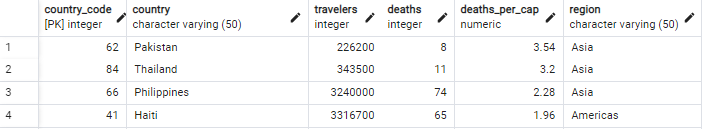 country_code country travelers deaths deaths_per_cap region
[PK] integer character varying (50) integer integer numeric character varying (50)
1 62 Pakistan 226200 8 3.54 Asia
2 84 Thailand 343500 11 3.2 Asia
3 66 Philippines 3240000 74 2.28 Asia
4 41 Haiti 3316700 65 1.96 Americas